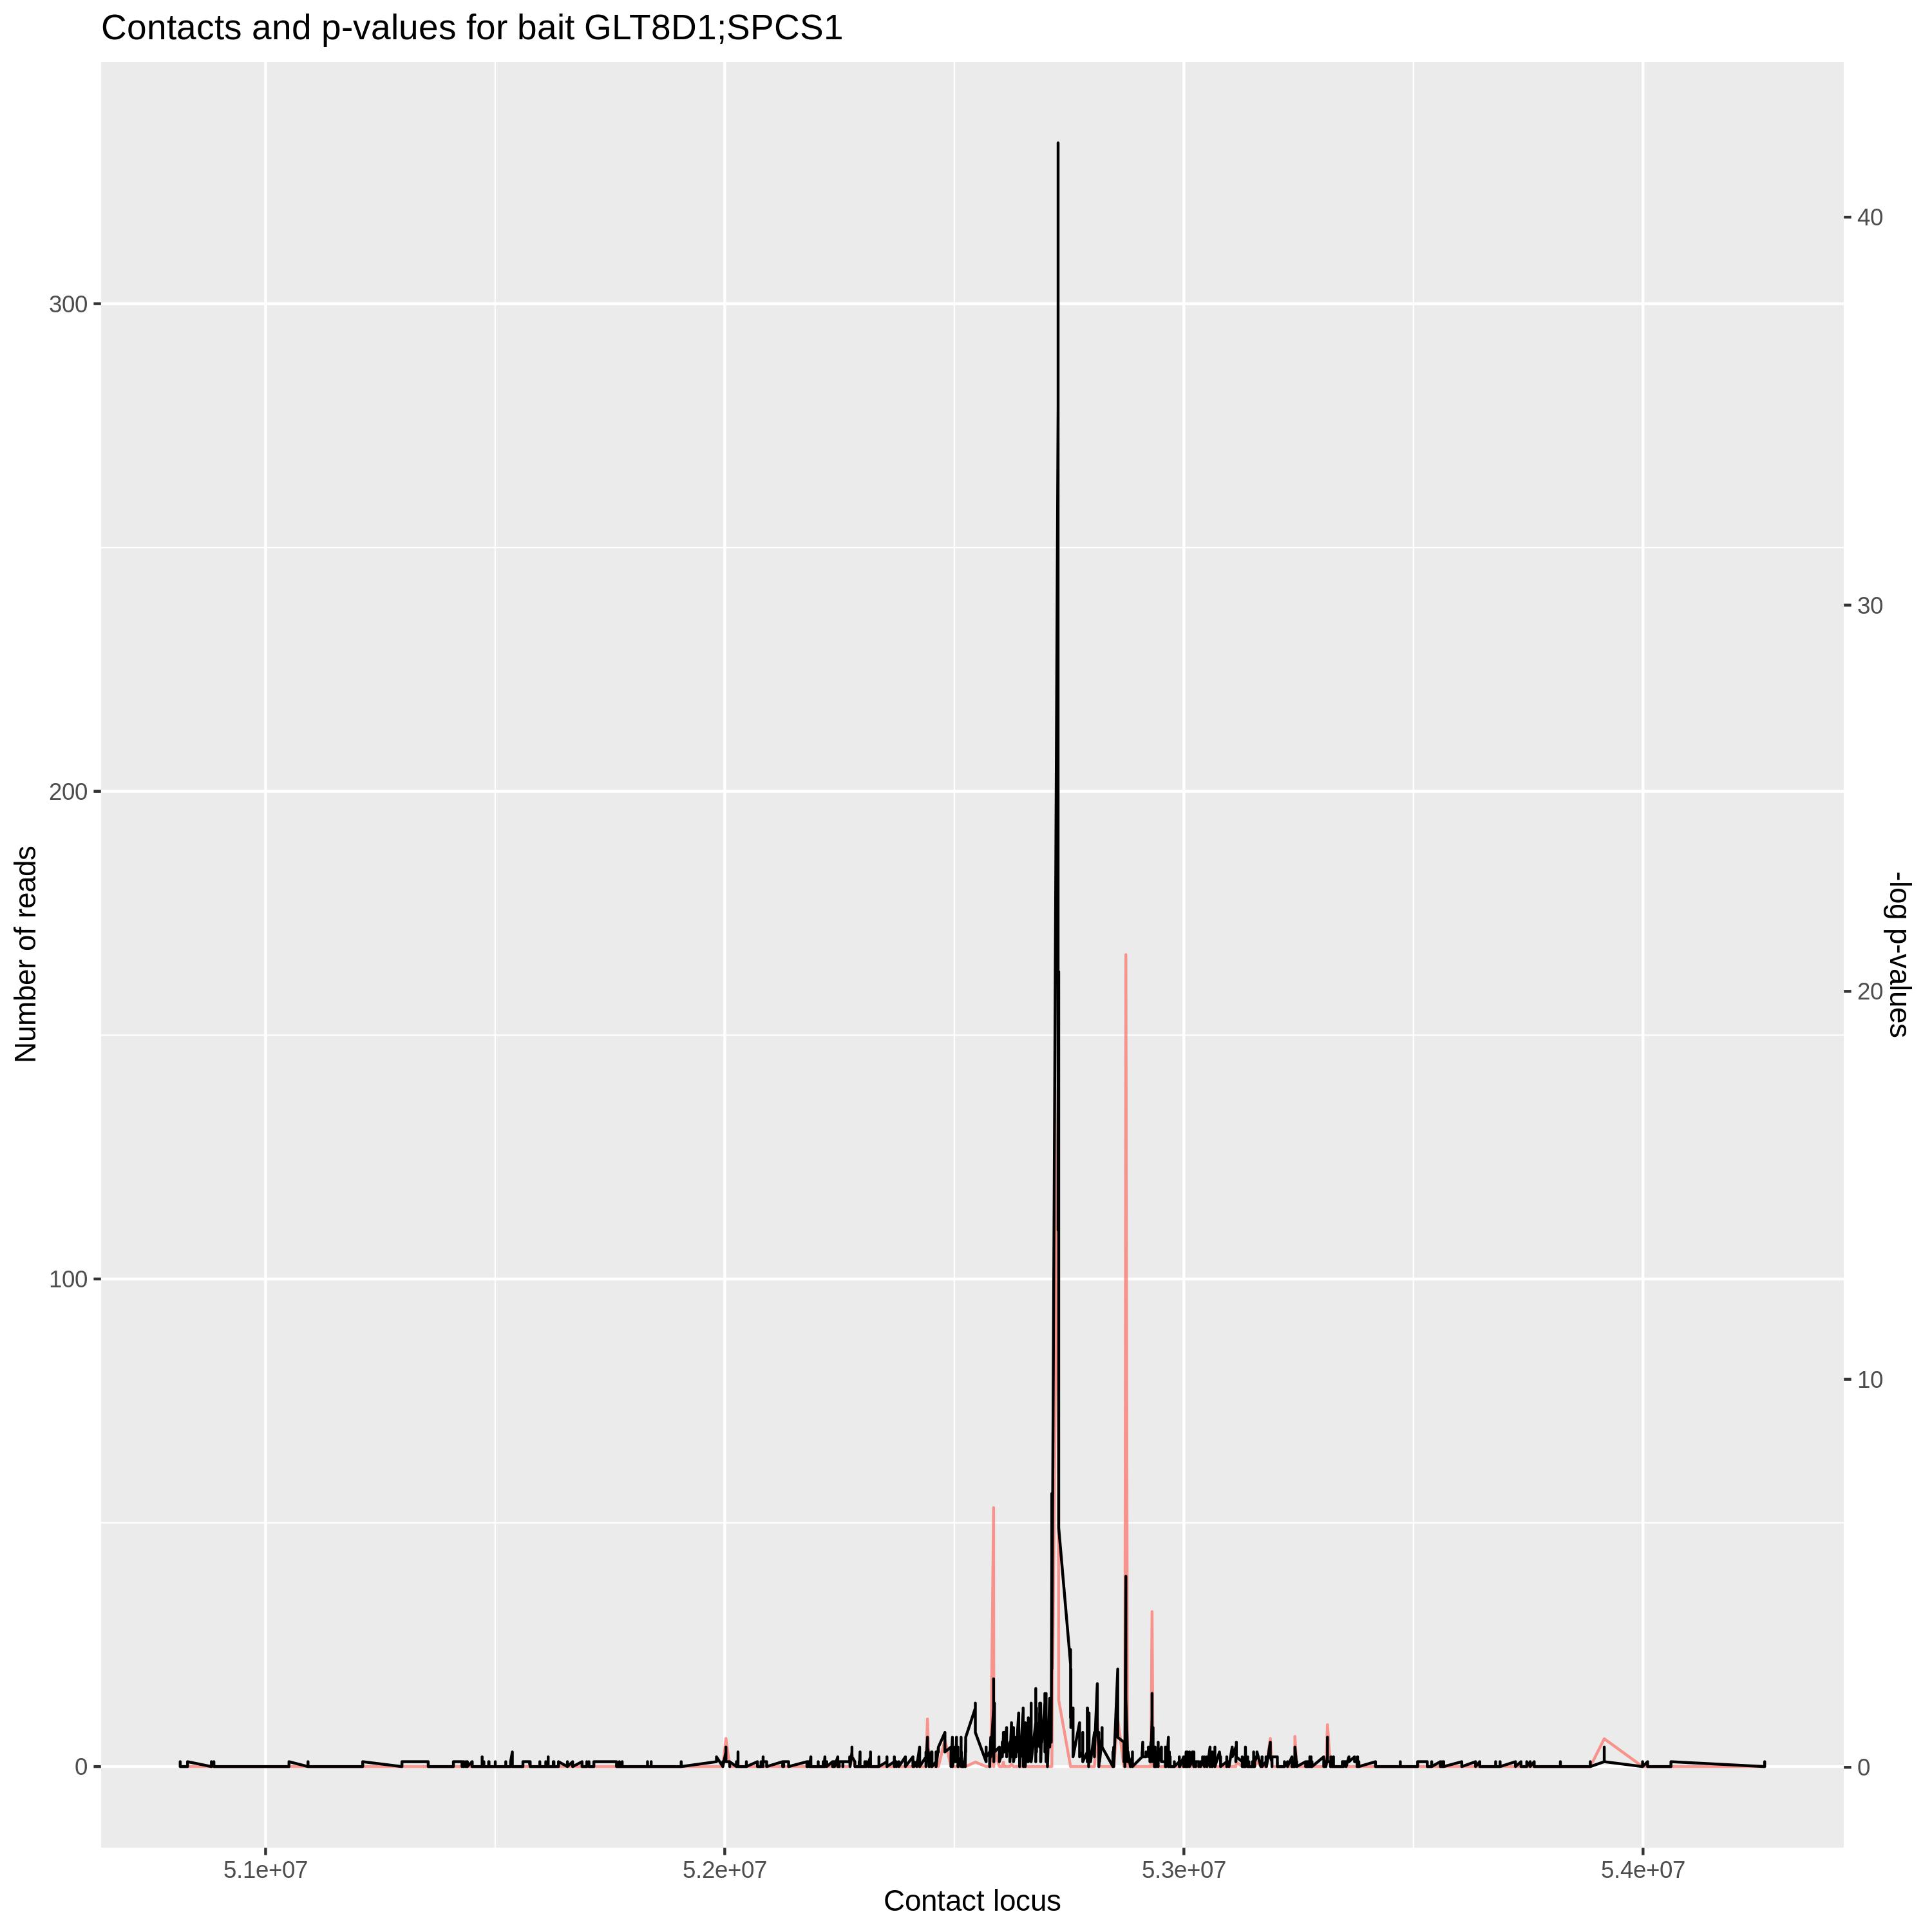 Contacts and p-values for bait GLT8D1;SPCS1
Number of reads
300
200
100
0
40
30
20
10
0
-log p-values
5.1e+07 5.2e+07 5.3e+07 5.4e+07
Contact locus